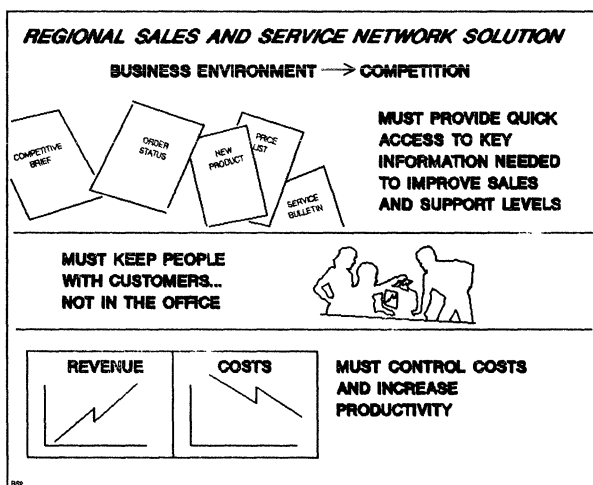 REGIONAL SALES AND SERVICE NETWORK SOLUTION
BUSINESS ENVIRONMENT --> COMPETITION
COMPETITIVE
BRIEF
ORDER
STATUS
NEW
PRODUCT
PRICE
LIST
SERVICE
BULLETIN
MUST PROVIDE QUICK
ACCESS TO KEY
INFORMATION NEEDED
TO IMPROVE SALES
AND SUPPORT LEVELS
MUST KEEP PEOPLE
WITH CUSTOMERS...
NOT IN THE OFFICE
REVENUE
COSTS
MUST CONTROL COSTS
AND INCREASE
PRODUCTIVITY